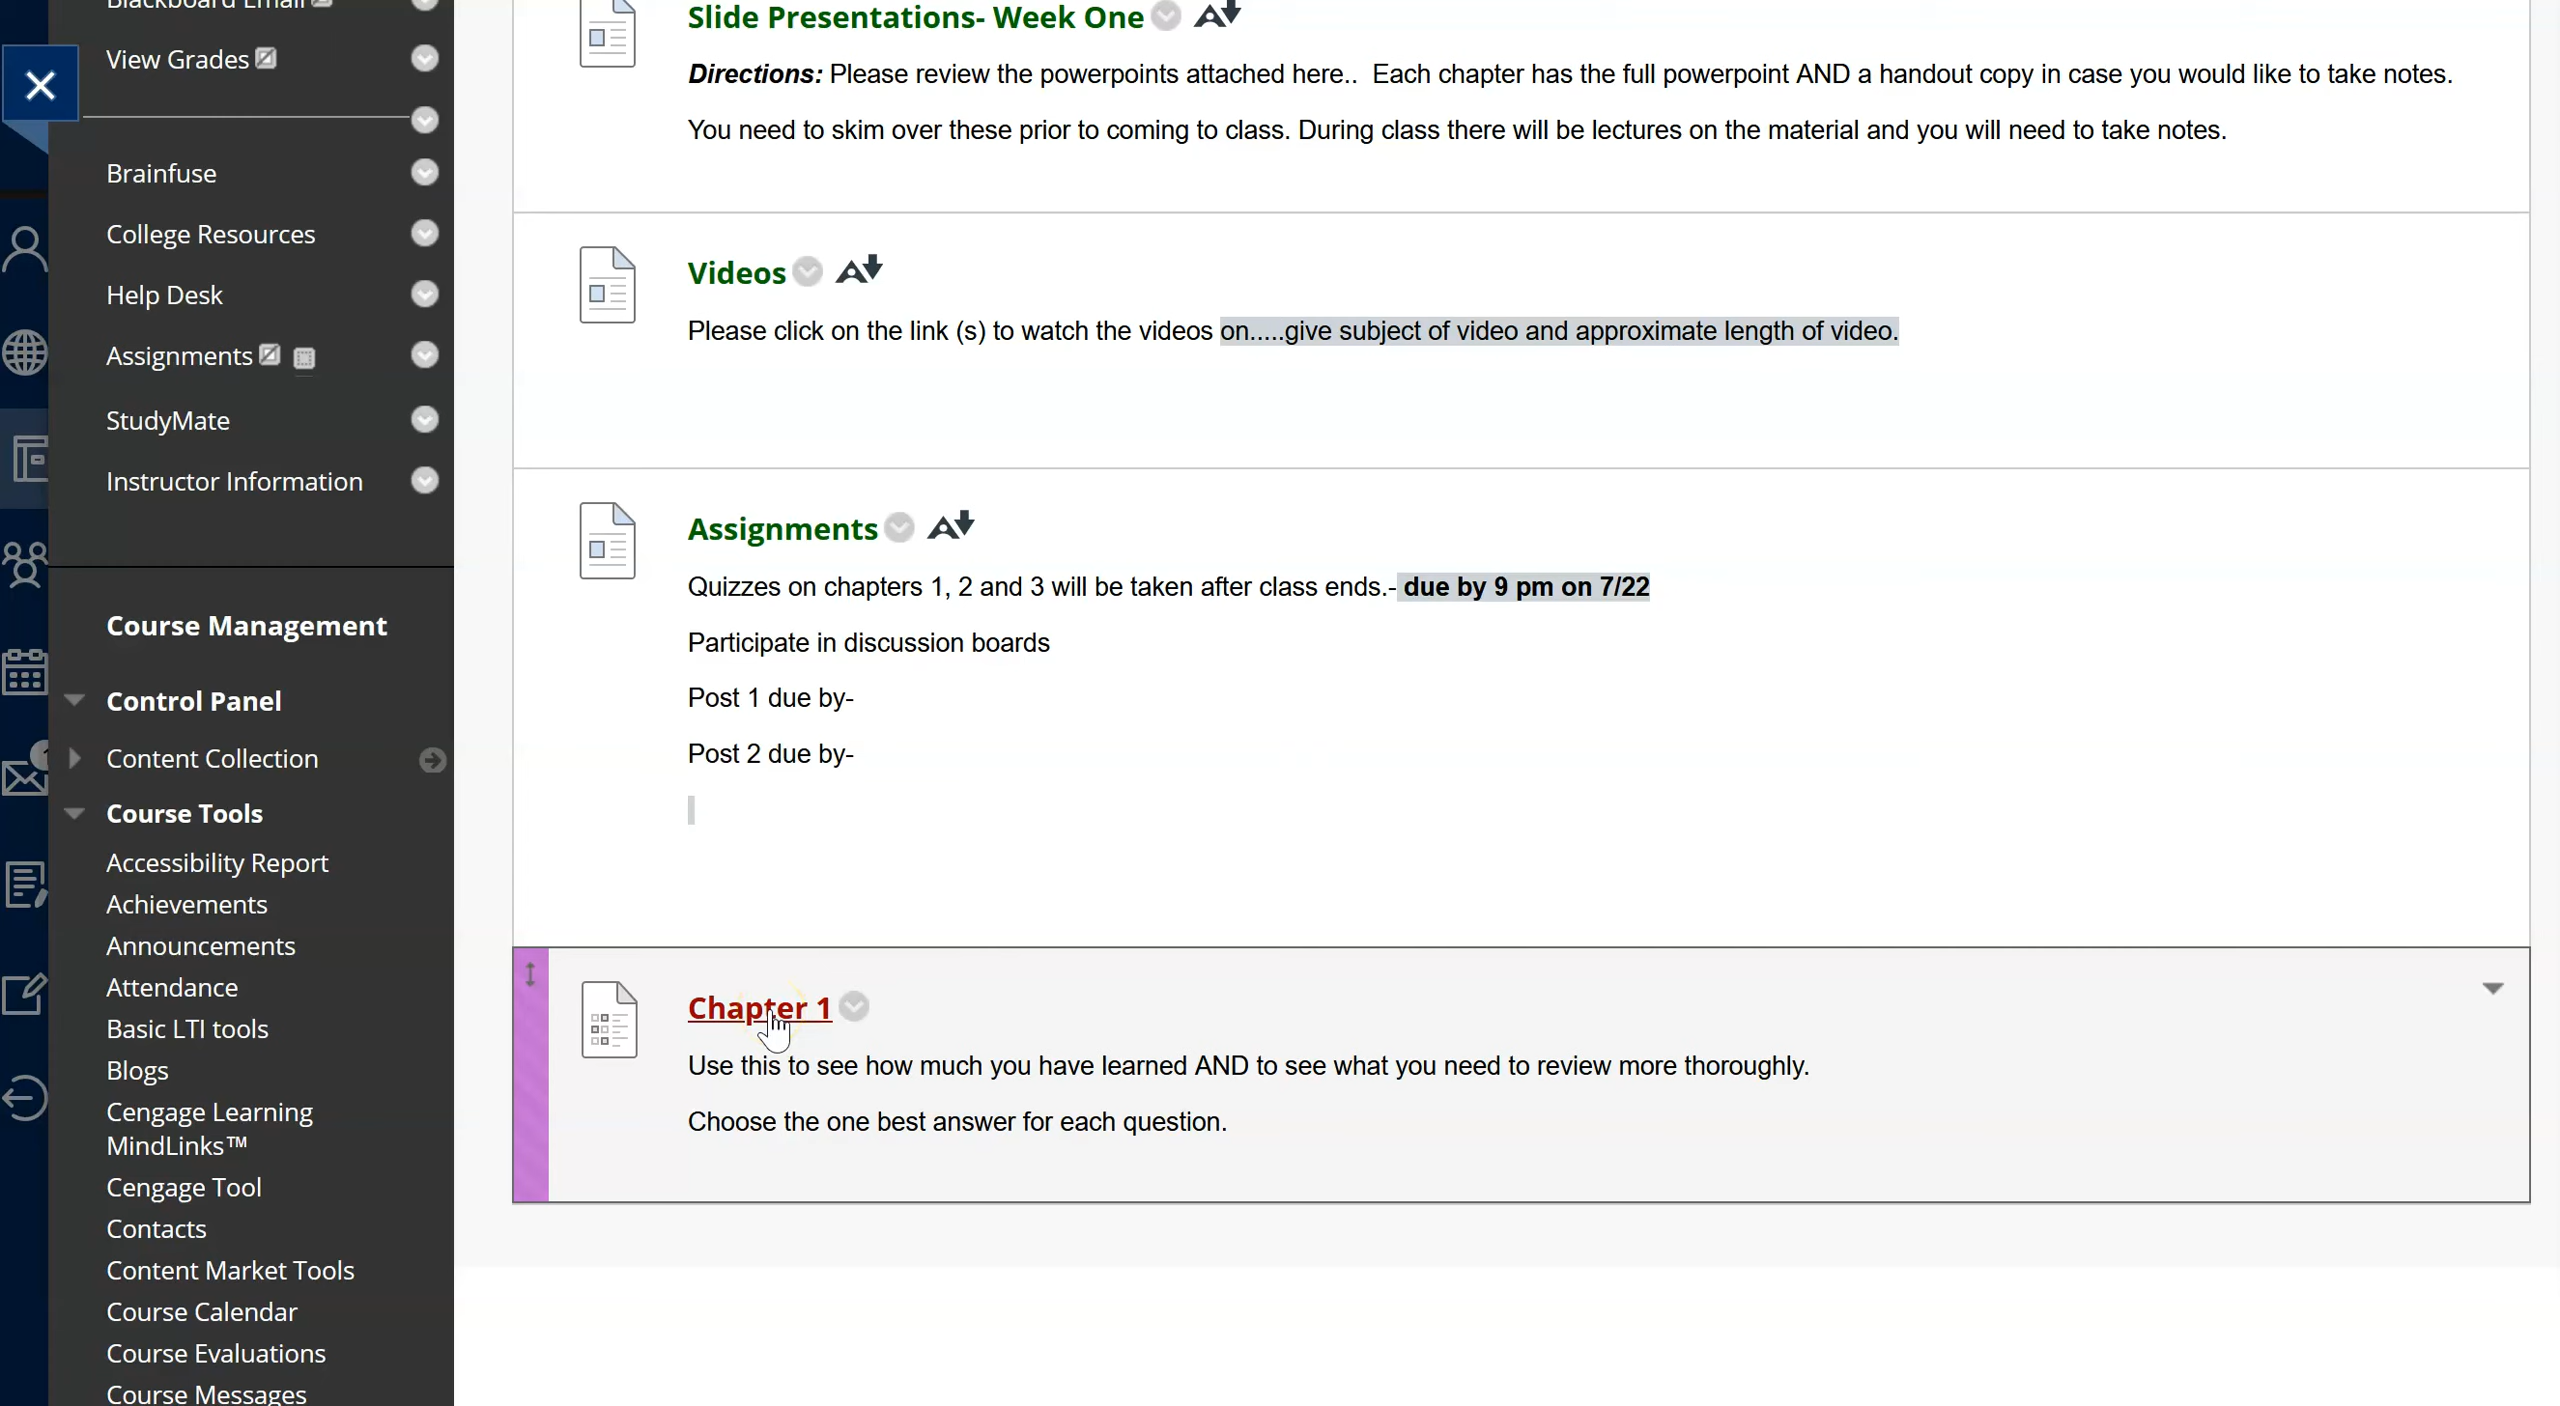 Blackboard Email
View Grades
Brainfuse
College Resources
Help Desk
Assignments
StudyMate
Instructor Information
Course Management
Control Panel
Content Collection
Course Tools
Accessibility Report
Achievements
Announcements
Attendance
Basic LTI tools
Blogs
Cengage Learning
MindLinks™
Cengage Tool
Contacts
Content Market Tools
Course Calendar
Course Evaluations
Course Messages
Slide Presentations- Week One
Directions: Please review the powerpoints attached here.. Each chapter has the full powerpoint AND a handout copy in case you would like to take notes.
You need to skim over these prior to coming to class. During class there will be lectures on the material and you will need to take notes.
Videos
Please click on the link (s) to watch the videos on.....give subject of video and approximate length of video.
Assignments
Quizzes on chapters 1, 2 and 3 will be taken after class ends.- due by 9 pm on 7/22
Participate in discussion boards
Post 1 due by-
Post 2 due by-
Chapter 1
Use this to see how much you have learned AND to see what you need to review more thoroughly.
Choose the one best answer for each question.